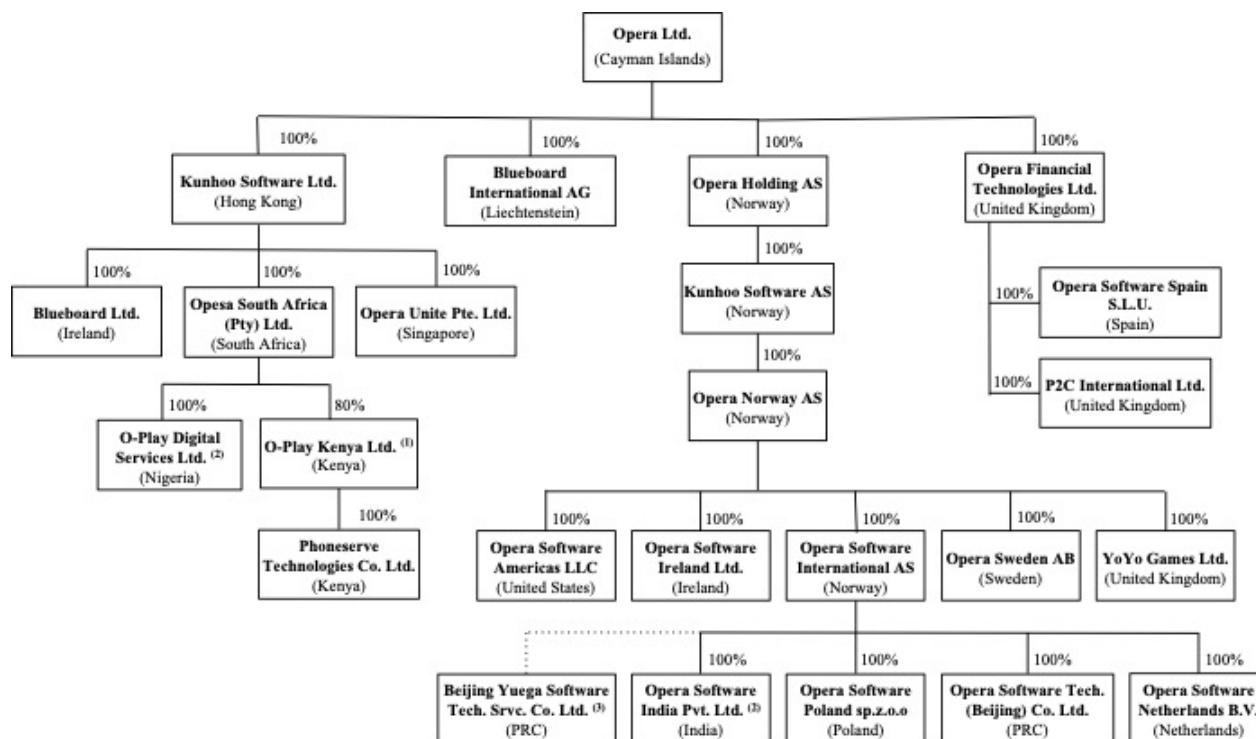 Opera Ltd.
(Cayman Islands)
100%
100%
100%
100%
Kunhoo Software Ltd.
(Hong Kong)
Blueboard
International AG
(Liechtenstein)
Opera Holding AS
(Norway)
Opera Financial
Technologies Ltd.
(United Kingdom)
100%
100%
100%
100%
Blueboard Ltd.
(Ireland)
Opesa South Africa
(Pty) Ltd.
(South Africa)
Opera Unite Pte. Ltd.
(Singapore)
Kunhoo Software AS
(Norway)
100%
Opera Software Spain
S.L.U.
(Spain)
100%
Opera Norway AS
(Norway)
100%
P2C International Ltd.
(United Kingdom)
100%
80%
O-Play Digital
Services Ltd. (2)
(Nigeria)
O-Play Kenya Ltd. (1)
(Kenya)
100%
Phoneserve
Technologies Co. Ltd.
(Kenya)
100%
100%
100%
100%
100%
Opera Software
Americas LLC
(United States)
Opera Software
Ireland Ltd.
(Ireland)
Opera Software
International AS
(Norway)
Opera Sweden AB
(Sweden)
YoYo Games Ltd.
(United Kingdom)
100%
100%
100%
100%
Beijing Yuega Software
Tech. Srvc. Co. Ltd. (3)
(PRC)
Opera Software
India Pvt. Ltd. (2)
(India)
Opera Software
Poland sp.z.o.o
(Poland)
Opera Software Tech.
(Beijing) Co. Ltd.
(PRC)
Opera Software
Netherlands B.V.
(Netherlands)